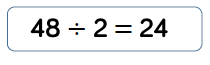 48 ÷ 2 = 24